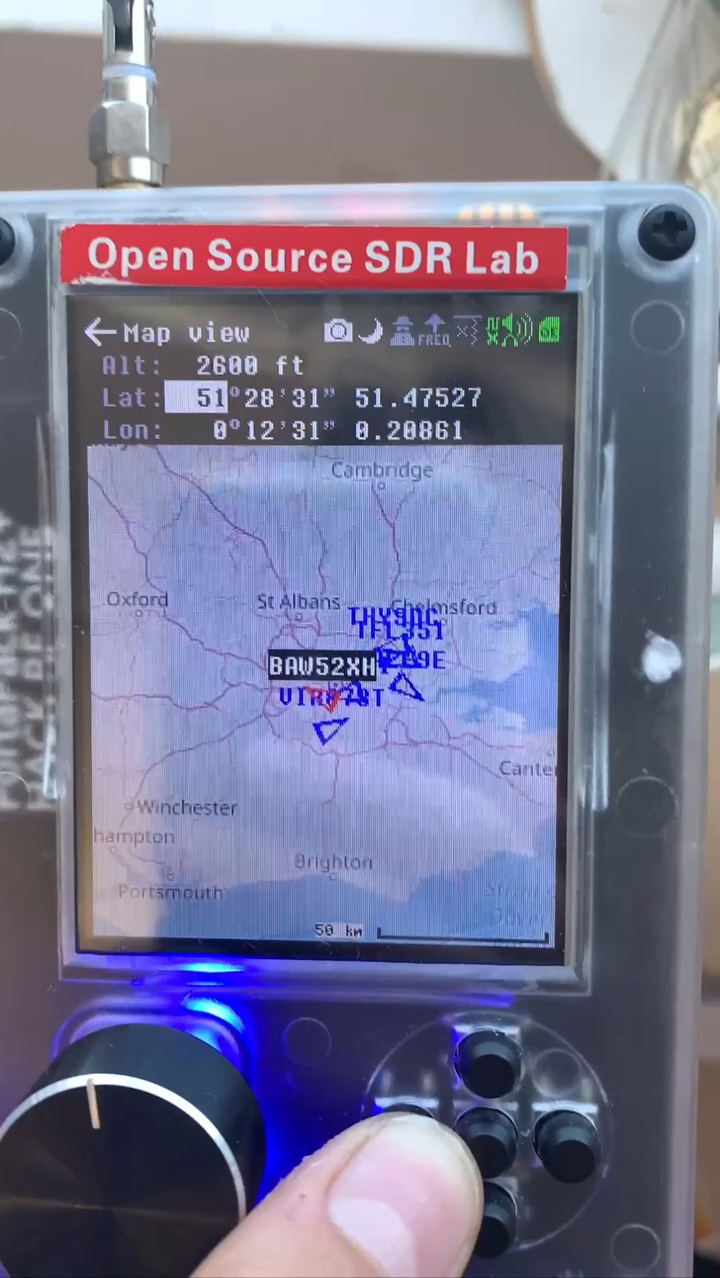 Open Source SDR Lab
Map view
FREQ
Alt: 2600 ft
Lat: 51°28'31" 51.47527
Lon: 0°12'31" 0.20861
Cambridge
Oxford
St Albans
Chelmsford
BAW52XH
Canter
Winchester
hampton
Brighton
Portsmouth
50 km